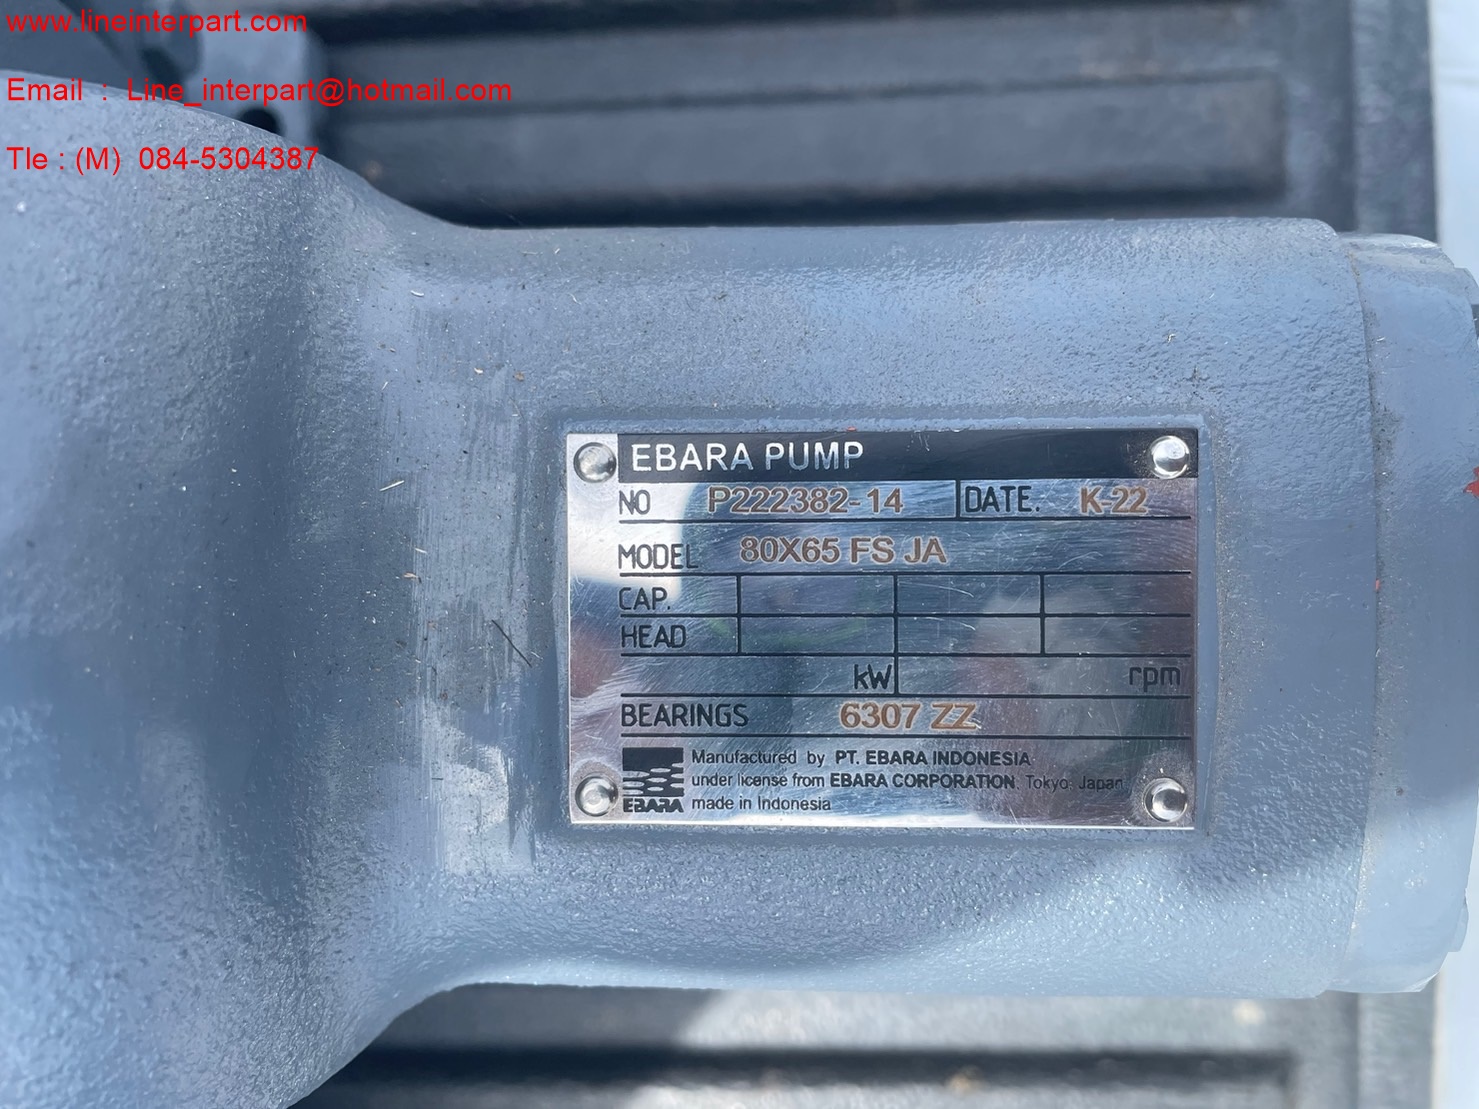 www.lineinterpart.com
Email : Line_interpart@hotmail.com
Tle : (M) 084-5304387
EBARA PUMP
NO P222382-14 DATE. K-22
MODEL 80X65 FS JA
CAP.
HEAD
kW rpm
BEARINGS 6307 ZZ
Manufactured by PT. EBARA INDONESIA
under license from EBARA CORPORATION, Tokyo, Japan
EBARA made in Indonesia